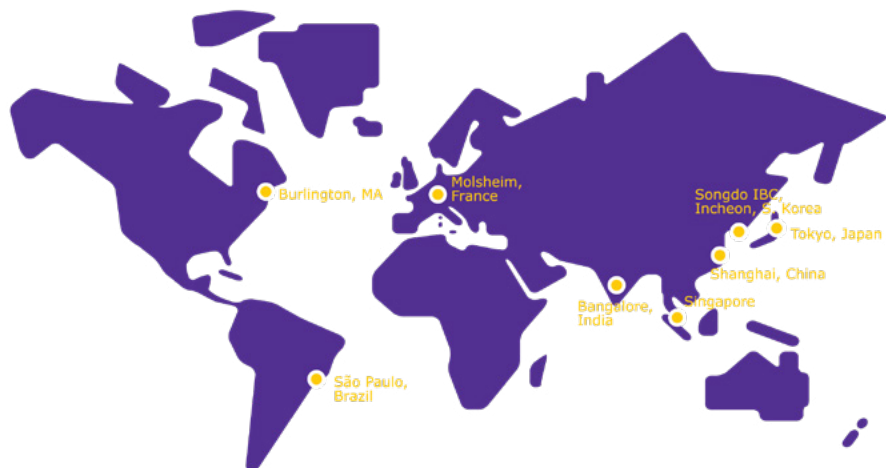 Burlington, MA
Molsheim,
France
Songdo IBC,
Incheon, S. Korea
Tokyo, Japan
Shanghai, China
Bangalore,
India
Singapore
São Paulo,
Brazil